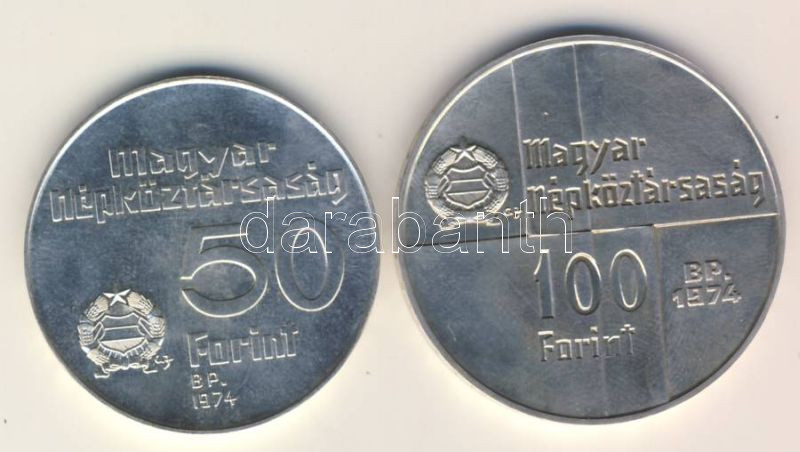 Magyar
Népköztársaság
50
Forint
BP.
1974
Magyar
Népköztársaság
100
Forint
BP.
1974
darabanth